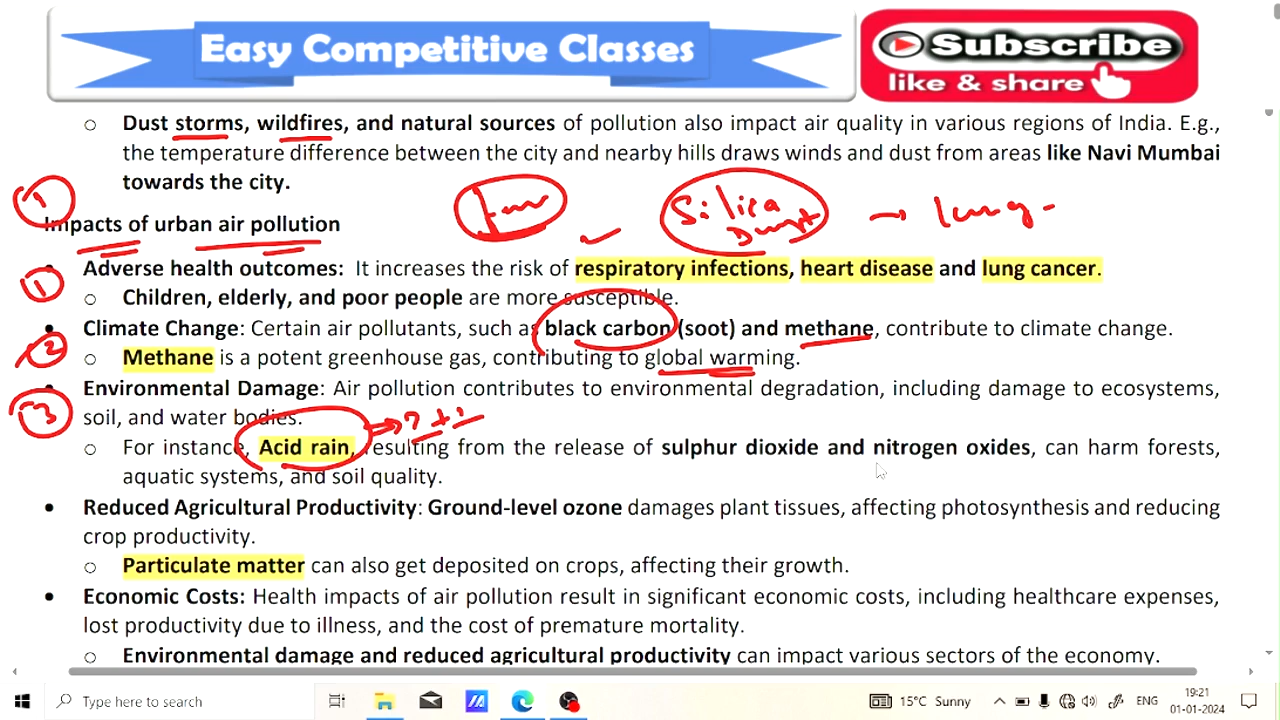 Easy Competitive Classes
Subscribe
like & share
o Dust storms, wildfires, and natural sources of pollution also impact air quality in various regions of India. E.g.,
the temperature difference between the city and nearby hills draws winds and dust from areas like Navi Mumbai
towards the city.
1
Silica
Impacts of urban air pollution
→ lung
1
• Adverse health outcomes: It increases the risk of respiratory infections, heart disease and lung cancer.
o Children, elderly, and poor people are more susceptible.
2
• Climate Change: Certain air pollutants, such as black carbon (soot) and methane, contribute to climate change.
o Methane is a potent greenhouse gas, contributing to global warming.
3
• Environmental Damage: Air pollution contributes to environmental degradation, including damage to ecosystems,
soil, and water bodies.
o For instance, Acid rain, resulting from the release of sulphur dioxide and nitrogen oxides, can harm forests,
aquatic systems, and soil quality.
• Reduced Agricultural Productivity: Ground-level ozone damages plant tissues, affecting photosynthesis and reducing
crop productivity.
o Particulate matter can also get deposited on crops, affecting their growth.
• Economic Costs: Health impacts of air pollution result in significant economic costs, including healthcare expenses,
lost productivity due to illness, and the cost of premature mortality.
o Environmental damage and reduced agricultural productivity can impact various sectors of the economy.
Type here to search
15°C Sunny
ENG
19:21
01-01-2024